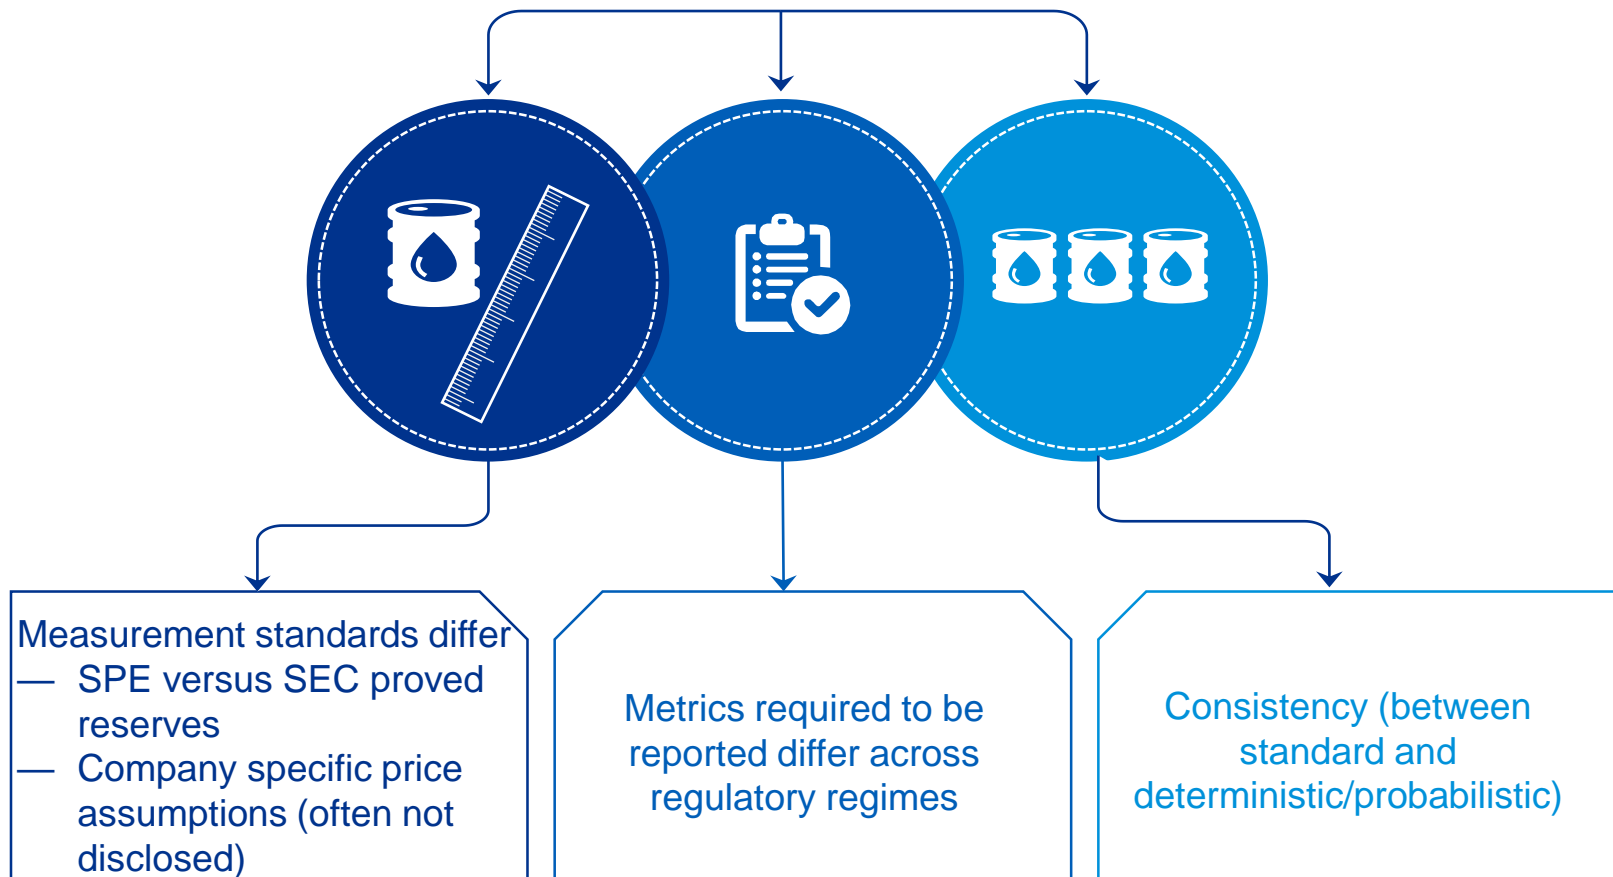 Measurement standards differ
— SPE versus SEC proved
reserves
— Company specific price
assumptions (often not
disclosed)
Metrics required to be
reported differ across
regulatory regimes
Consistency (between
standard and
deterministic/probabilistic)